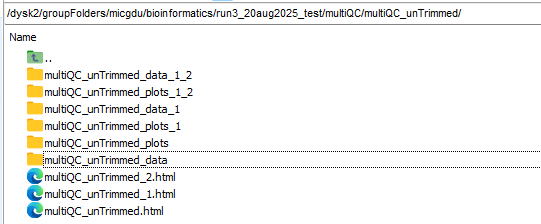 /dysk2/groupFolders/micgdu/bioinformatics/run3_20aug2025_test/multiQC/multiQC_unTrimmed/
Name
..
multiQC_unTrimmed_data_1_2
multiQC_unTrimmed_plots_1_2
multiQC_unTrimmed_data_1
multiQC_unTrimmed_plots_1
multiQC_unTrimmed_plots
multiQC_unTrimmed_data
multiQC_unTrimmed_2.html
multiQC_unTrimmed_1.html
multiQC_unTrimmed.html